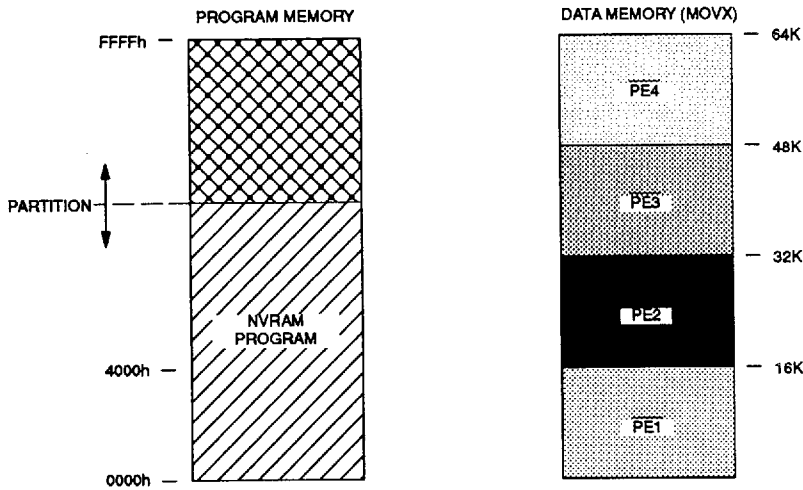 PROGRAM MEMORY
FFFFh
PARTITION
NVRAM
PROGRAM
4000h
0000h
DATA MEMORY (MOVX)
64K
PE4
48K
PE3
32K
PE2
16K
PE1